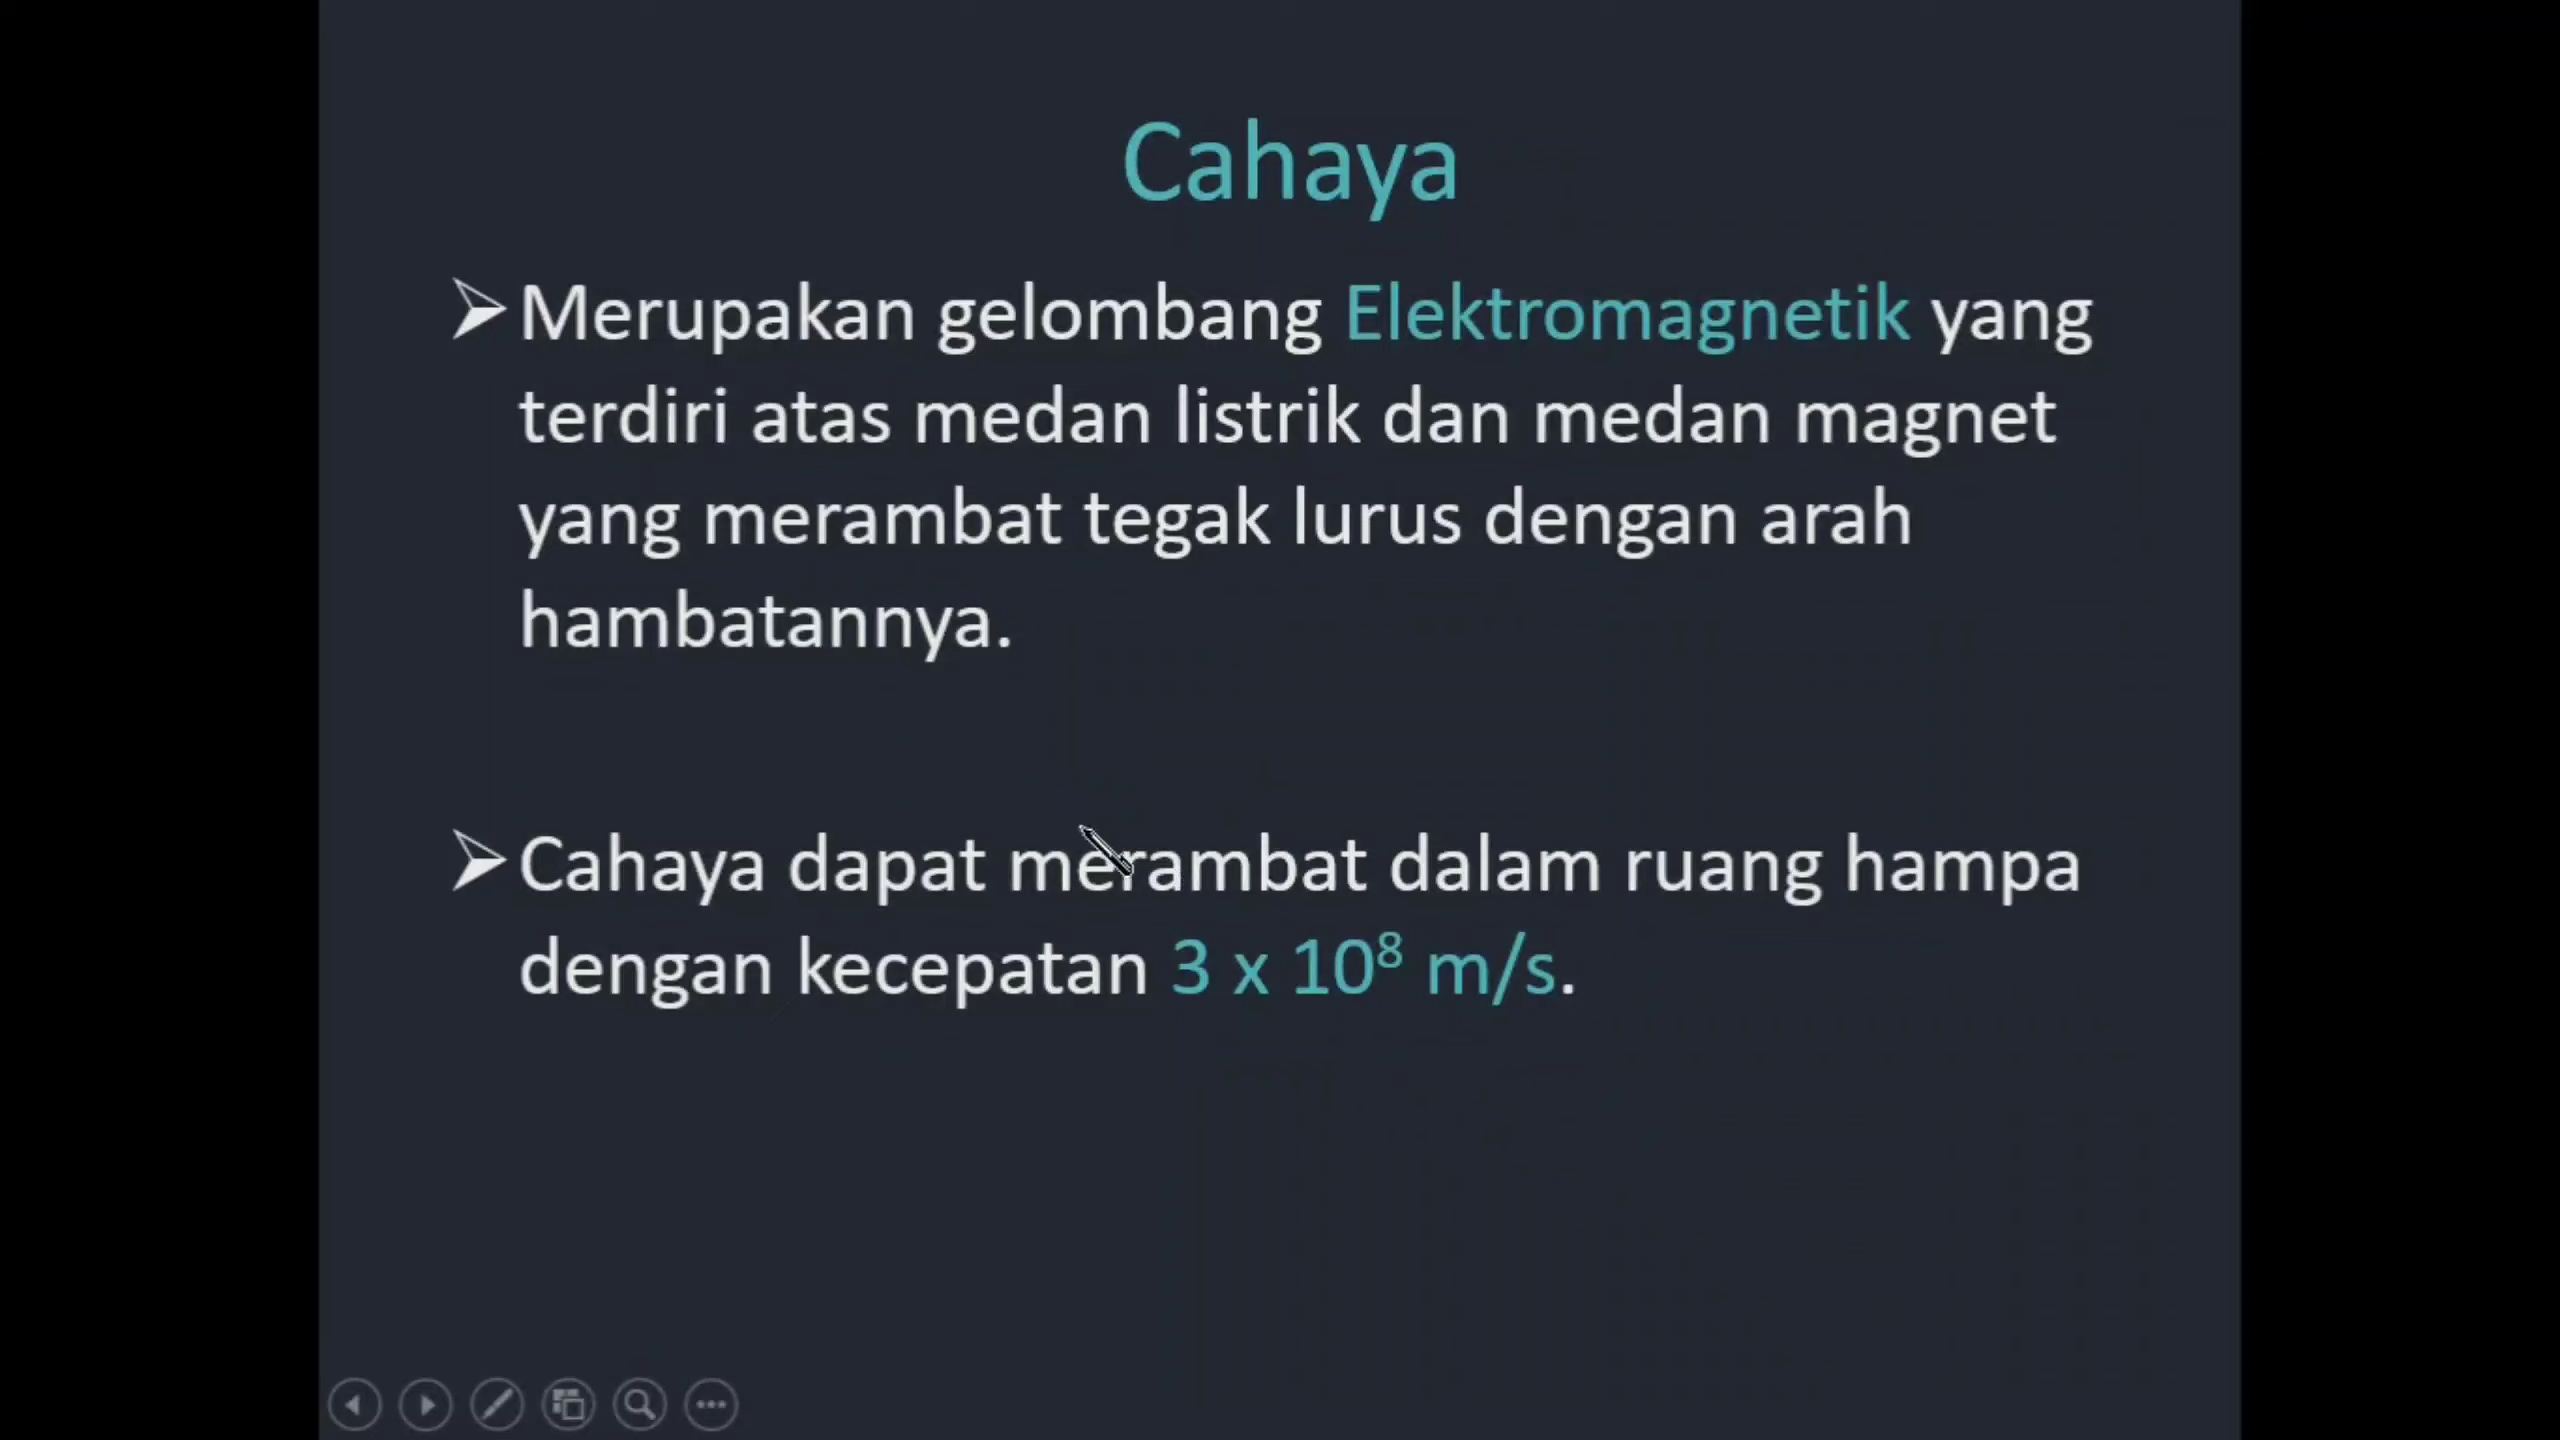 Cahaya
Merupakan gelombang Elektromagnetik yang
terdiri atas medan listrik dan medan magnet
yang merambat tegak lurus dengan arah
hambatannya.
Cahaya dapat merambat dalam ruang hampa
dengan kecepatan 3 x 10⁸ m/s.